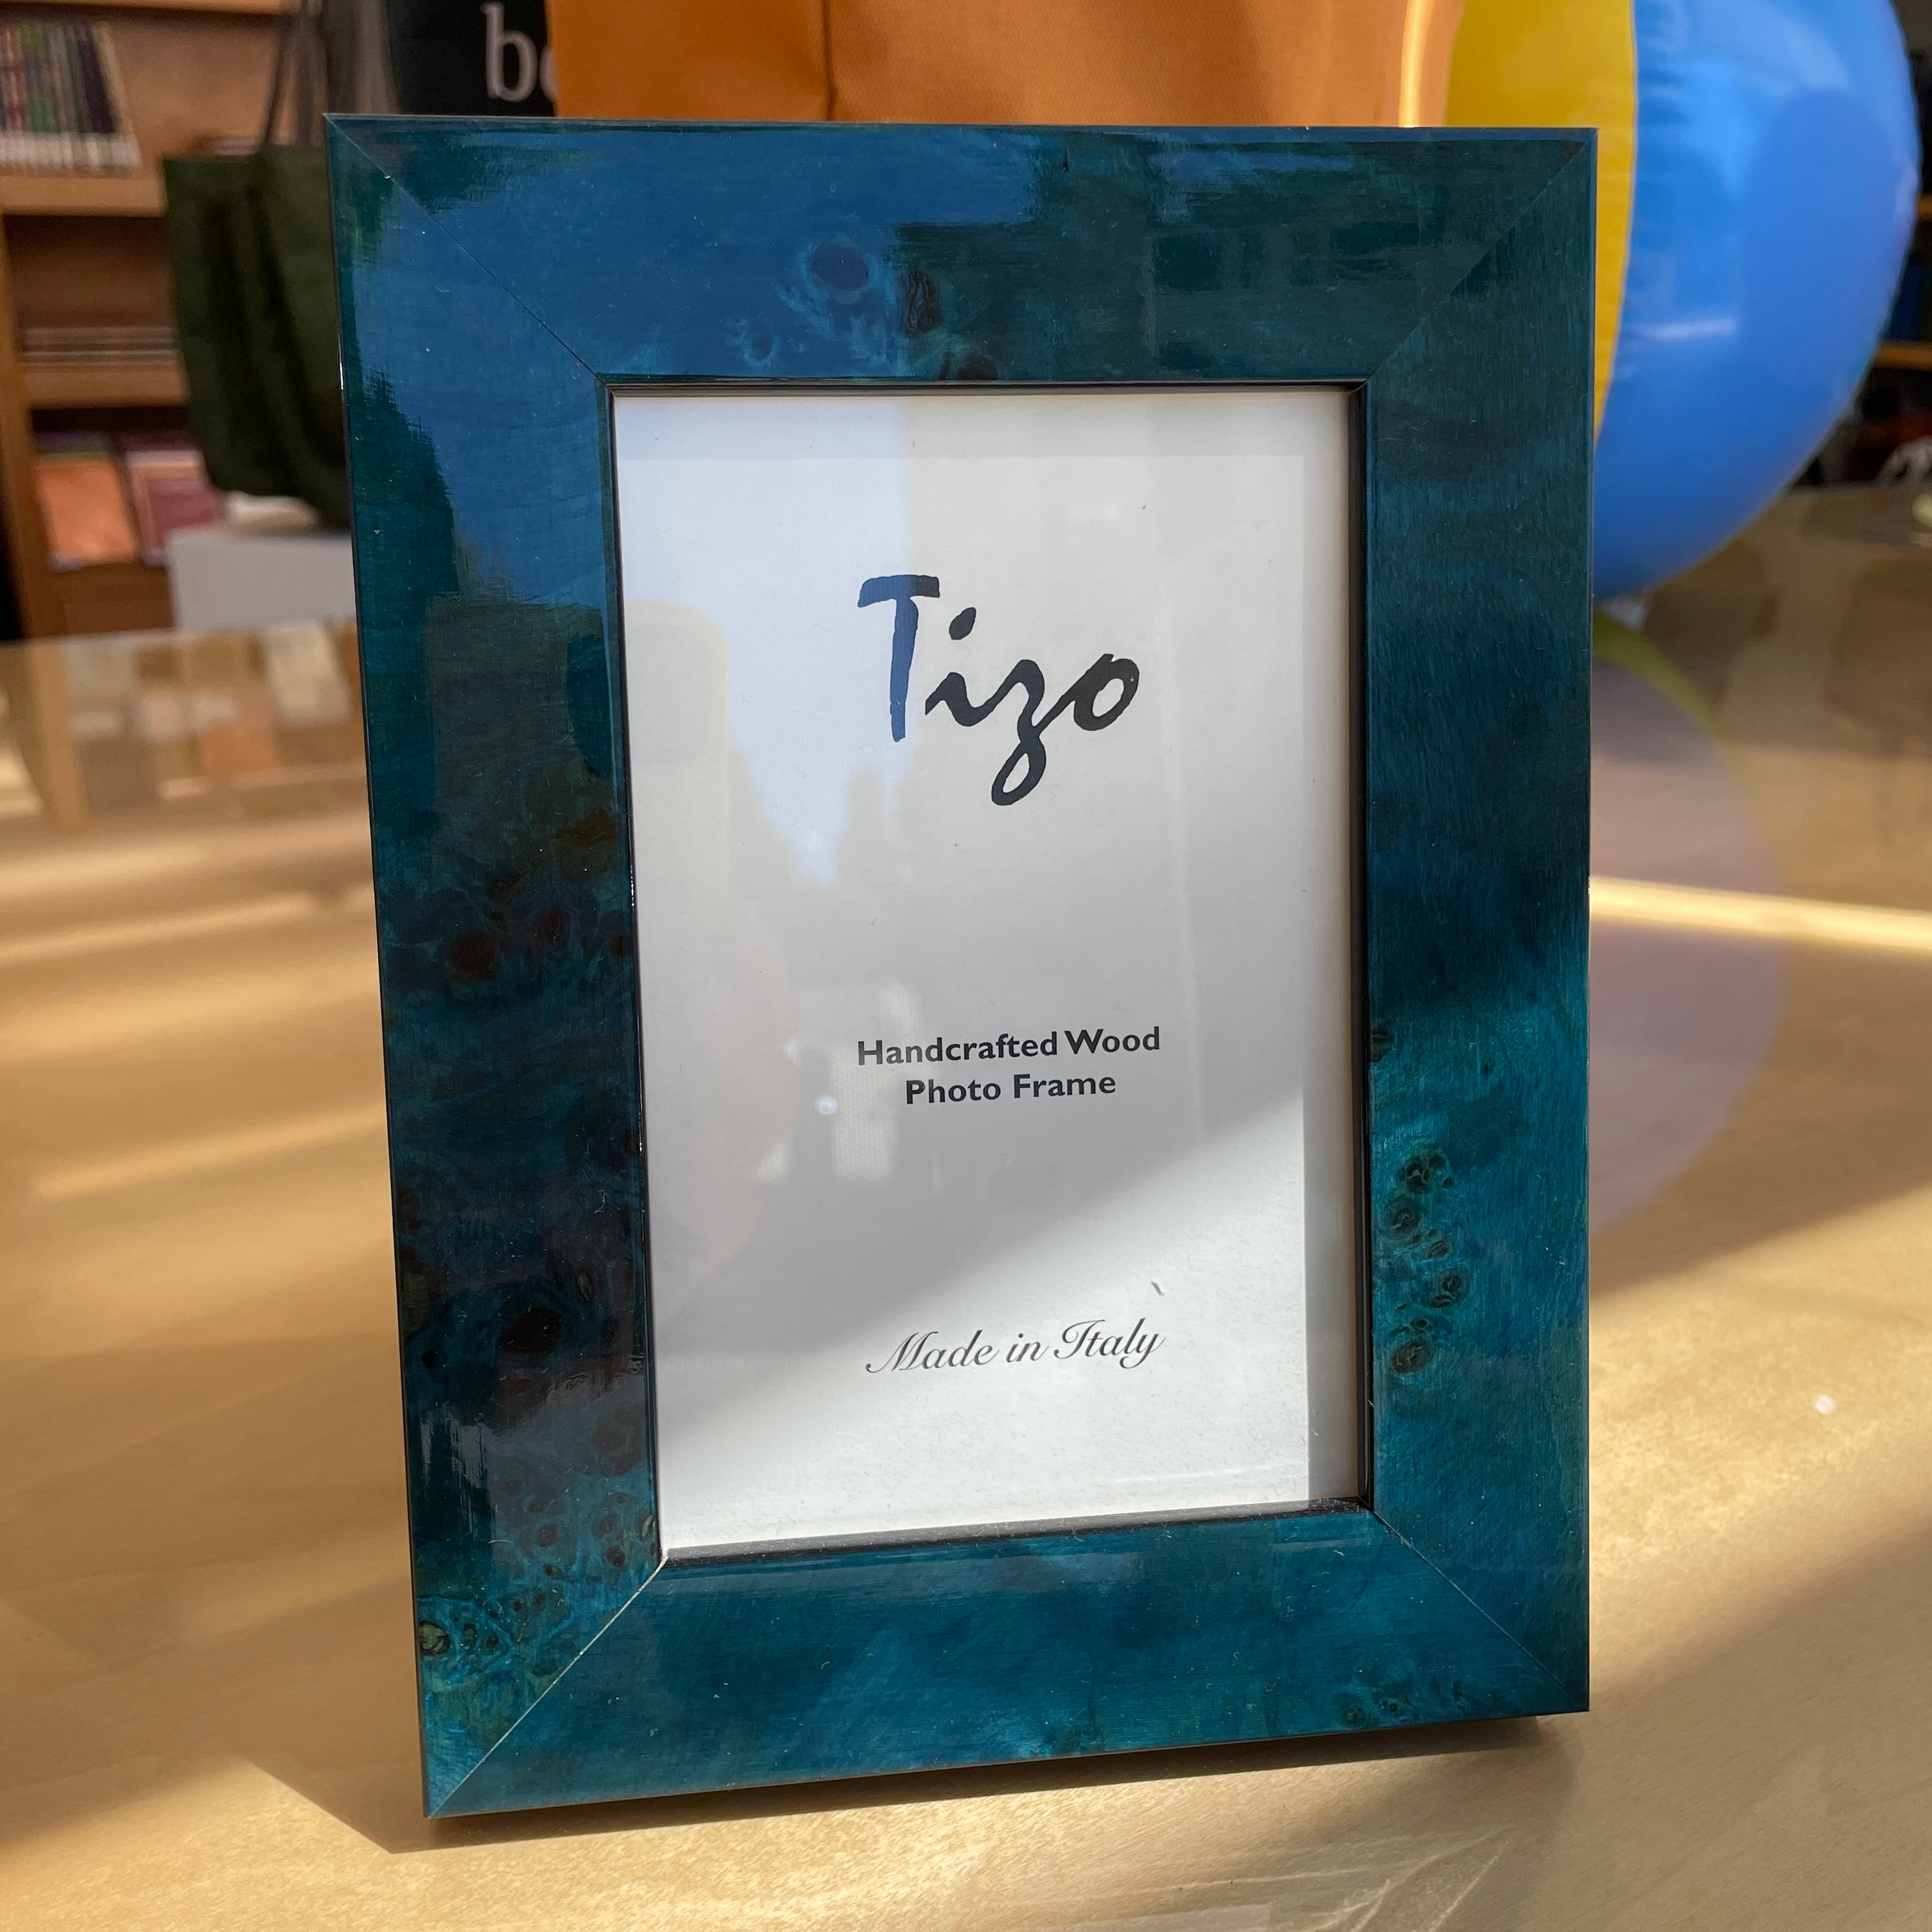 Tizo
Handcrafted Wood
Photo Frame
Made in Italy